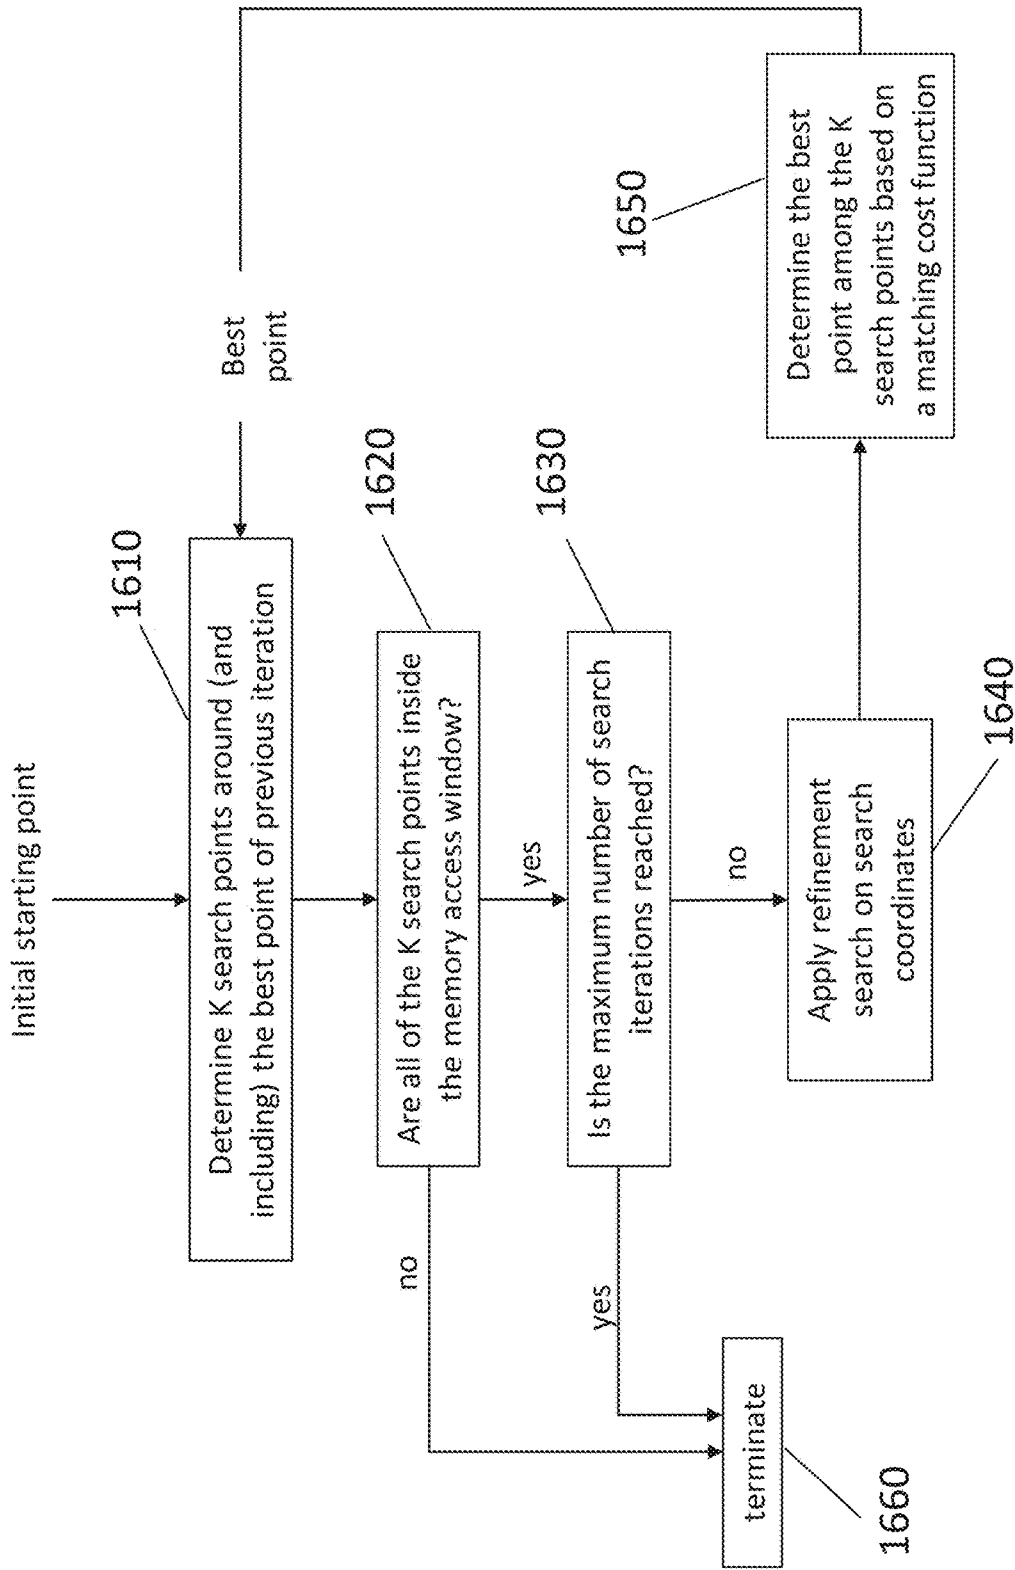 Initial starting point
1610
Determine K search points around (and
including) the best point of previous iteration
Best
point
1620
Are all of the K search points inside
the memory access window?
no
yes
1630
Is the maximum number of search
iterations reached?
yes
no
1640
Apply refinement
search on search
coordinates
1650
Determine the best
point among the K
search points based on
a matching cost function
terminate
1660